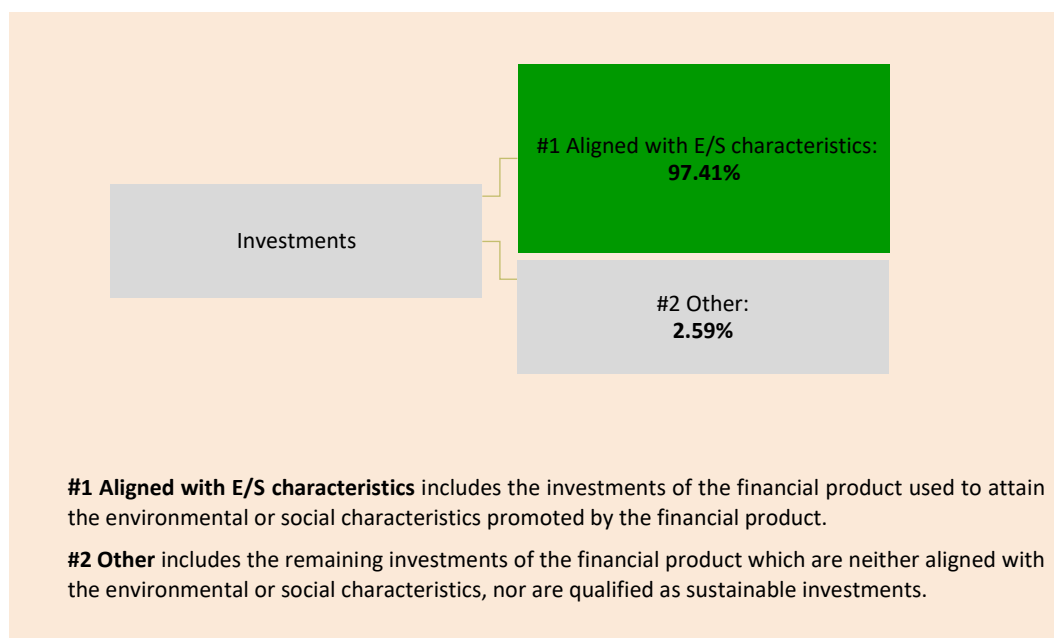 #1 Aligned with E/S characteristics:
97.41%
Investments
#2 Other:
2.59%
#1 Aligned with E/S characteristics includes the investments of the financial product used to attain
the environmental or social characteristics promoted by the financial product.
#2 Other includes the remaining investments of the financial product which are neither aligned with
the environmental or social characteristics, nor are qualified as sustainable investments.